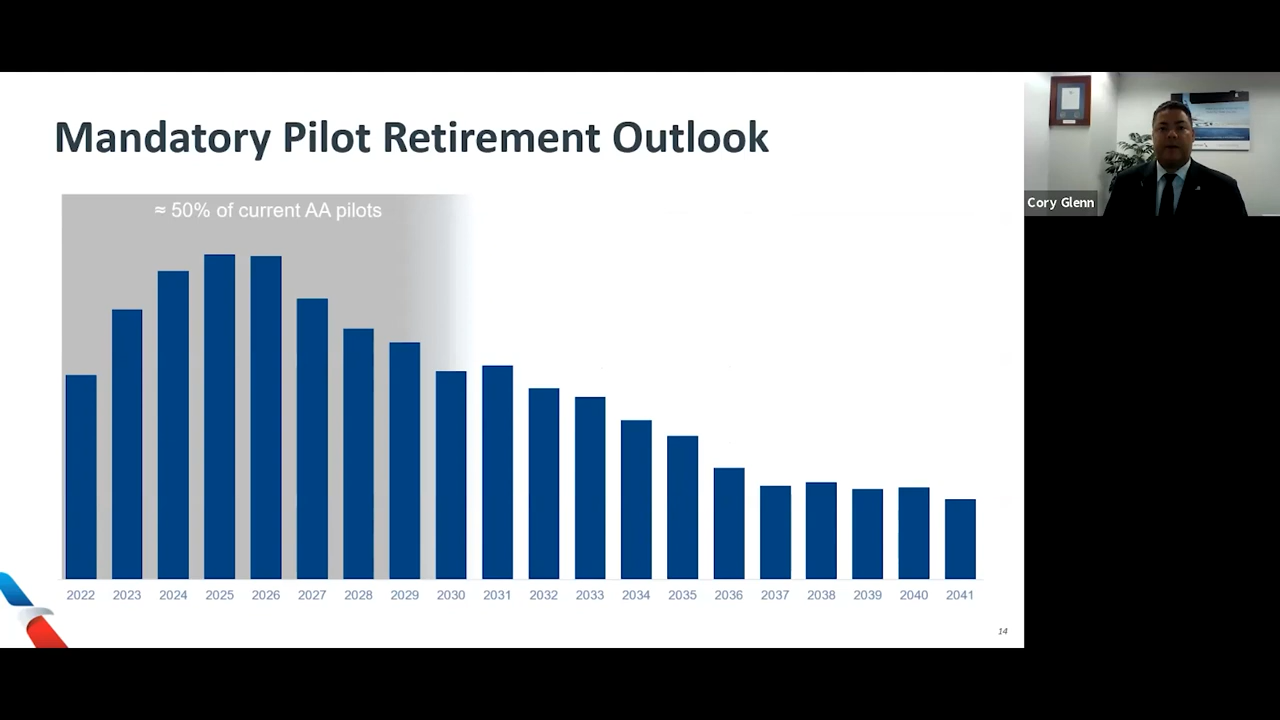 Mandatory Pilot Retirement Outlook
≈ 50% of current AA pilots
2022 2023 2024 2025 2026 2027 2028 2029 2030 2031 2032 2033 2034 2035 2036 2037 2038 2039 2040 2041
14
Cory Glenn